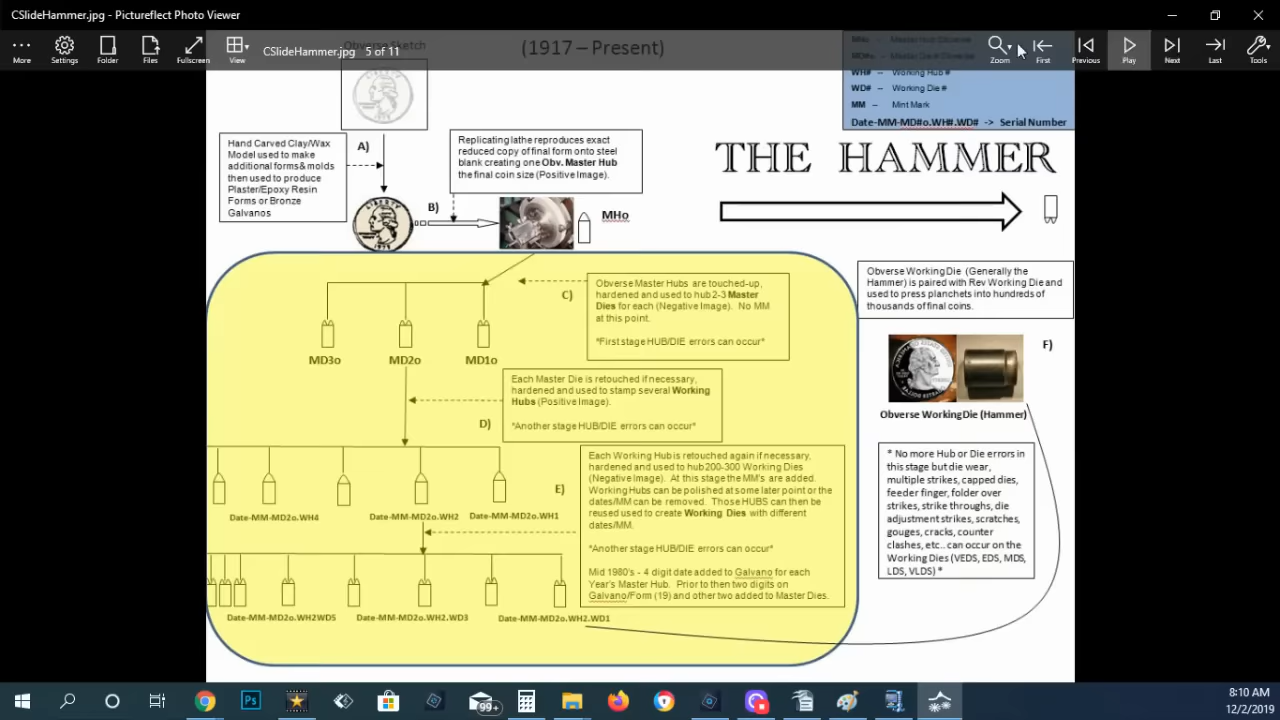 CSlideHammer.jpg - Pictureflect Photo Viewer
More
Settings
Folder
Files
Fullscreen
View
CSlideHammer.jpg
5 of 11
Zoom
First
Previous
Play
Next
Last
Tools
Obverse Sketch
(1917 – Present)
MHo -- Master Hub Obverse
MD#o -- Master Die # Obverse
WH# -- Working Hub #
WD# -- Working Die #
MM -- Mint Mark
Date-MM-MD#o.WH#.WD# -> Serial Number
Hand Carved Clay/Wax
Model used to make
additional forms& molds
then used to produce
Plaster/Epoxy Resin
Forms or Bronze
Galvanos
A)
Replicating lathe reproduces exact
reduced copy of final form onto steel
blank creating one Obv. Master Hub
the final coin size (Positive Image).
B)
MHo
THE HAMMER
C)
Obverse Master Hubs are touched-up,
hardened and used to hub 2-3 Master
Dies for each (Negative Image). No MM
at this point.
*First stage HUB/DIE errors can occur*
MD3o
MD2o
MD1o
Each Master Die is retouched if necessary,
hardened and used to stamp several Working
Hubs (Positive Image).
*Another stage HUB/DIE errors can occur*
D)
Each Working Hub is retouched again if necessary,
hardened and used to hub 200-300 Working Dies
(Negative Image). At this stage the MM's are added.
Working Hubs can be polished at some later point or the
dates/MM can be removed. Those HUBS can then be
reused used to create Working Dies with different
dates/MM.
*Another stage HUB/DIE errors can occur*
Mid 1980's - 4 digit date added to Galvano for each
Year's Master Hub. Prior to then two digits on
Galvano/Form (19) and other two added to Master Dies.
E)
Date-MM-MD2o.WH4
Date-MM-MD2o.WH2
Date-MM-MD2o.WH1
Date-MM-MD2o.WH2WD5
Date-MM-MD2o.WH2.WD3
Date-MM-MD2o.WH2.WD1
Obverse Working Die (Generally the
Hammer) is paired with Rev Working Die and
used to press planchets into hundreds of
thousands of final coins.
F)
Obverse WorkingDie (Hammer)
* No more Hub or Die errors in
this stage but die wear,
multiple strikes, capped dies,
feeder finger, folder over
strikes, strike throughs, die
adjustment strikes, scratches,
gouges, cracks, counter
clashes, etc.. can occur on the
Working Dies (VEDS, EDS, MDS,
LDS, VLDS) *
Ps
99+
8:10 AM
12/2/2019